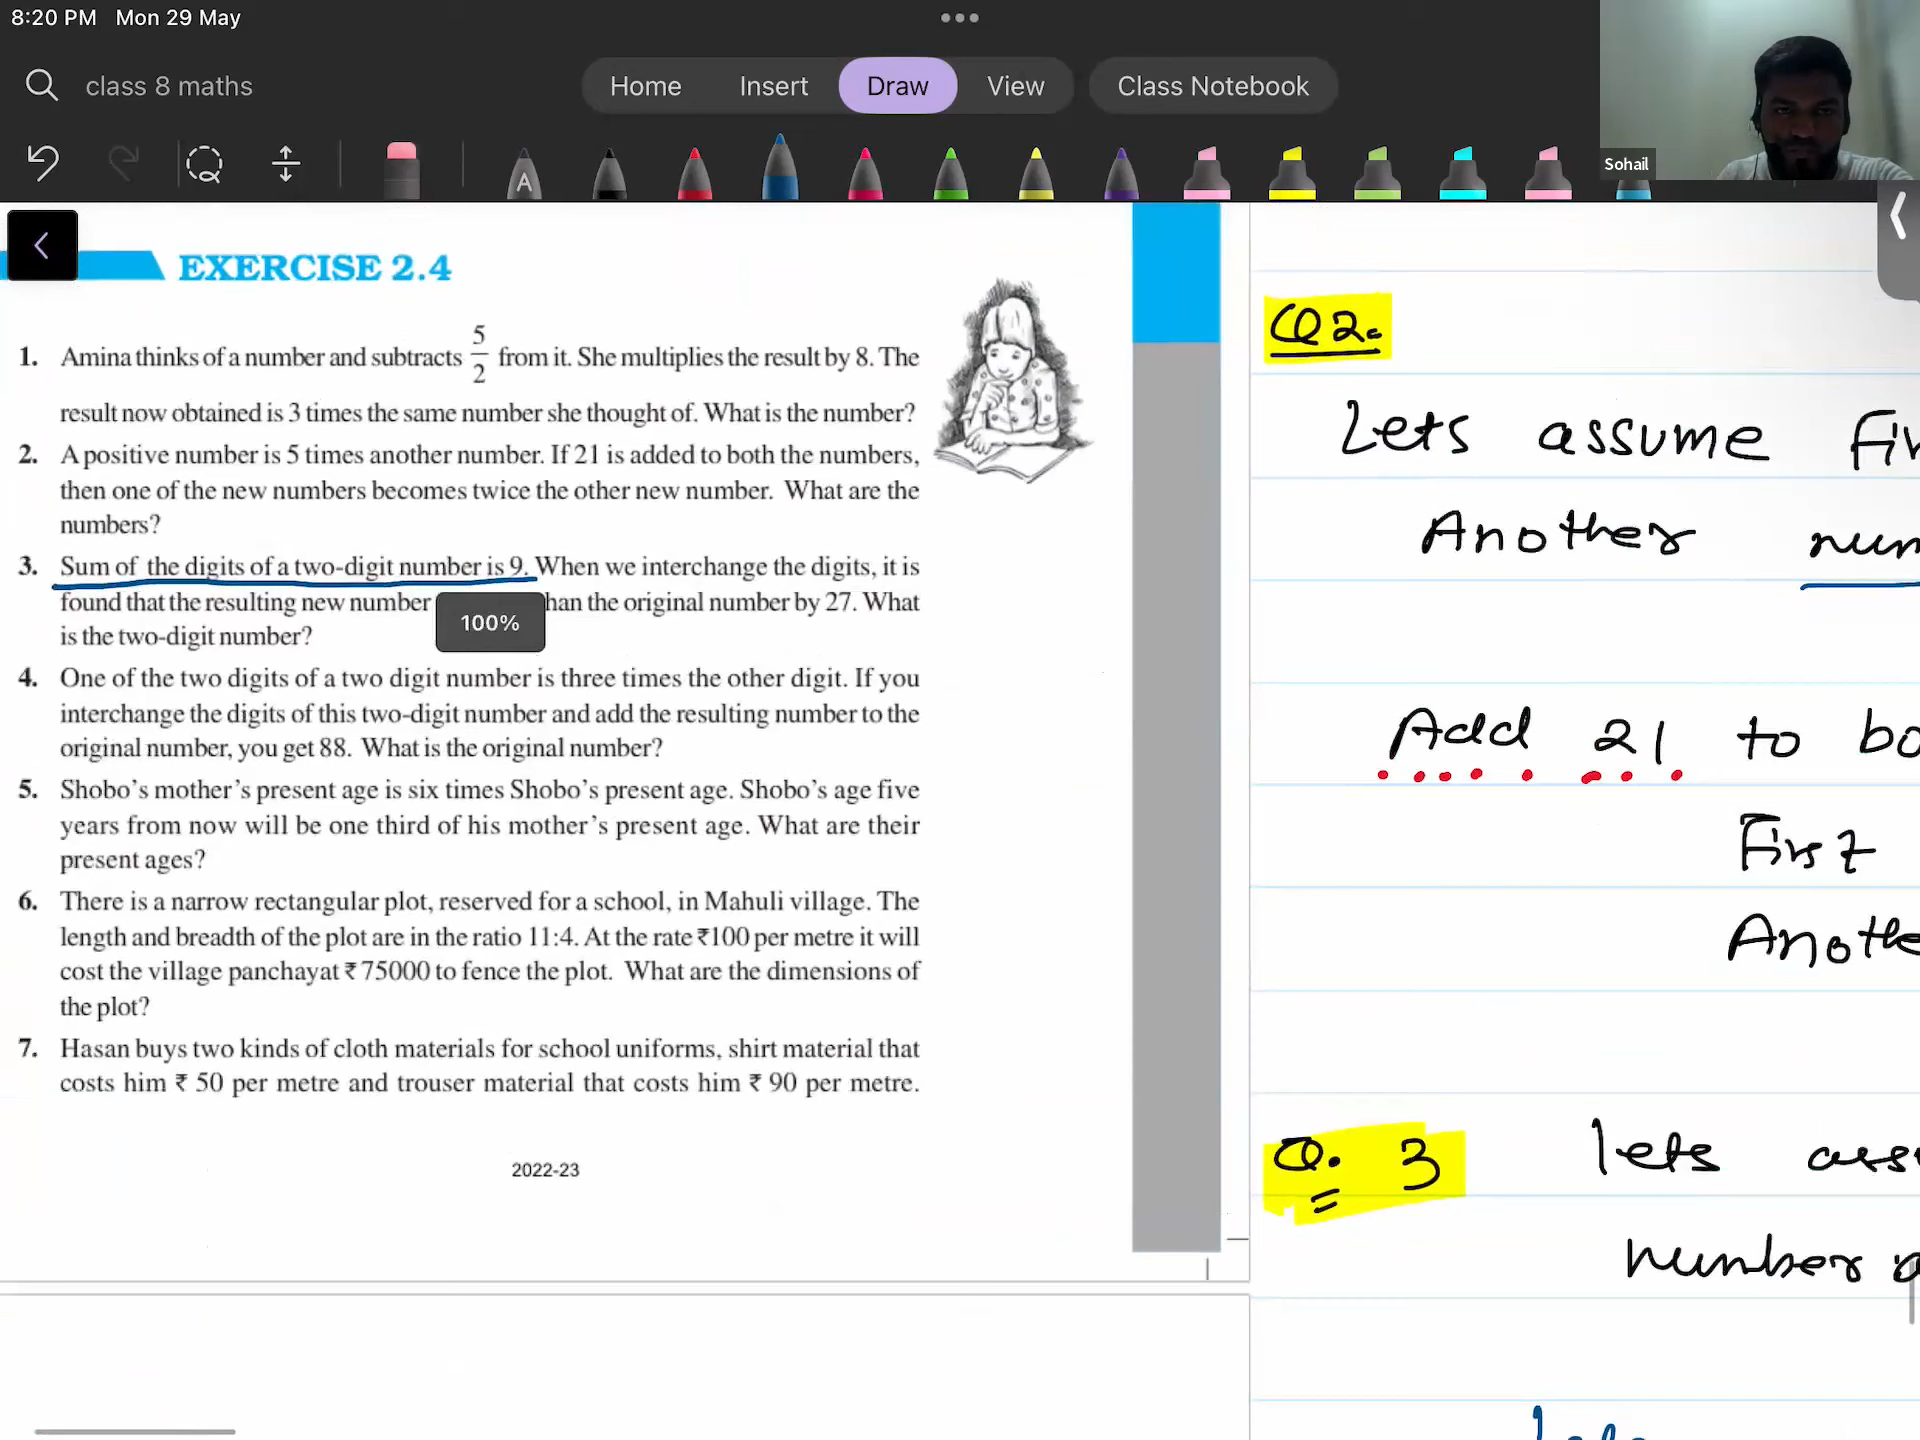 8:20 PM Mon 29 May
class 8 maths
Home Insert Draw View Class Notebook
A
Sohail
EXERCISE 2.4
1. Amina thinks of a number and subtracts 5/2 from it. She multiplies the result by 8. The
result now obtained is 3 times the same number she thought of. What is the number?
2. A positive number is 5 times another number. If 21 is added to both the numbers,
then one of the new numbers becomes twice the other new number. What are the
numbers?
3. Sum of the digits of a two-digit number is 9. When we interchange the digits, it is
found that the resulting new number han the original number by 27. What
is the two-digit number?
100%
4. One of the two digits of a two digit number is three times the other digit. If you
interchange the digits of this two-digit number and add the resulting number to the
original number, you get 88. What is the original number?
5. Shobo's mother's present age is six times Shobo's present age. Shobo's age five
years from now will be one third of his mother's present age. What are their
present ages?
6. There is a narrow rectangular plot, reserved for a school, in Mahuli village. The
length and breadth of the plot are in the ratio 11:4. At the rate ₹100 per metre it will
cost the village panchayat ₹75000 to fence the plot. What are the dimensions of
the plot?
7. Hasan buys two kinds of cloth materials for school uniforms, shirt material that
costs him ₹ 50 per metre and trouser material that costs him ₹ 90 per metre.
2022-23
Q2.
Lets assume Fir
Another num
Add 21 to bo
First
Anothe
Q. 3 lets ass
number